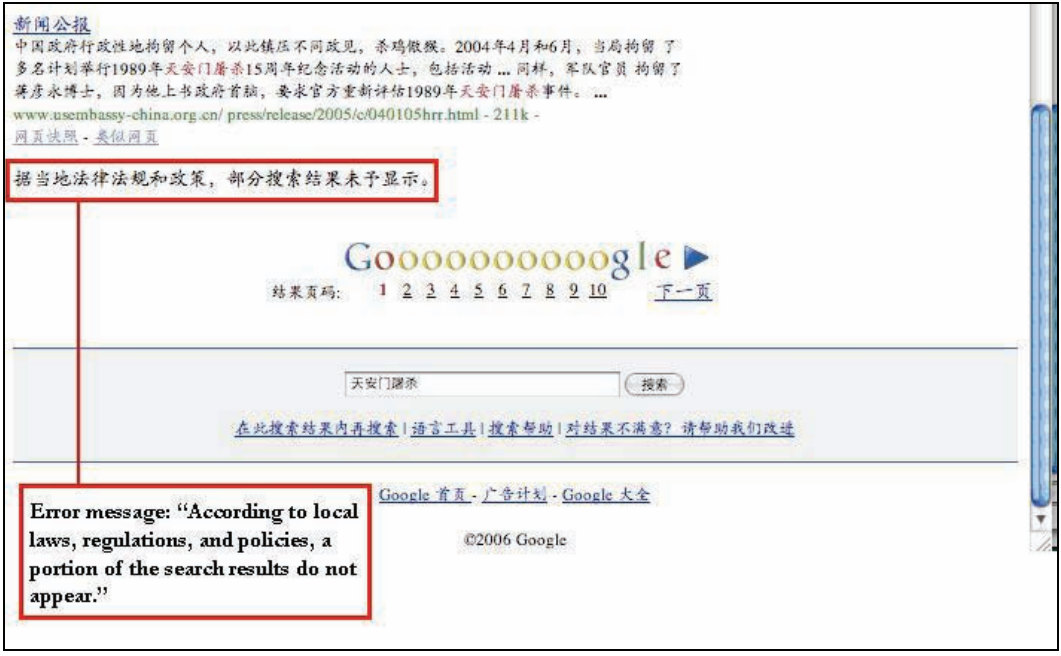 新闻公报
中国政府行政性地拘留个人，以此镇压不同政见，杀鸡儆猴。2004年4月和6月，当局拘留 了
多名计划举行1989年天安门屠杀15周年纪念活动的人士，包括活动 ... 同样，军队官员 拘留了
蒋彦永博士，因为他上书政府首脑，要求官方重新评估1989年天安门屠杀事件。 ...
www.usembassy-china.org.cn/ press/release/2005/c/040105hrr.html - 211k -
网页快照 - 类似网页
据当地法律法规和政策，部分搜索结果未予显示。
Goooooooooogle
结果页码: 1 2 3 4 5 6 7 8 9 10 下一页
天安门屠杀 搜索
在此搜索结果内再搜索 | 语言工具 | 搜索帮助 | 对结果不满意？请帮助我们改进
Google 首页 - 广告计划 - Google 大全
©2006 Google
Error message: “According to local
laws, regulations, and policies, a
portion of the search results do not
appear.”